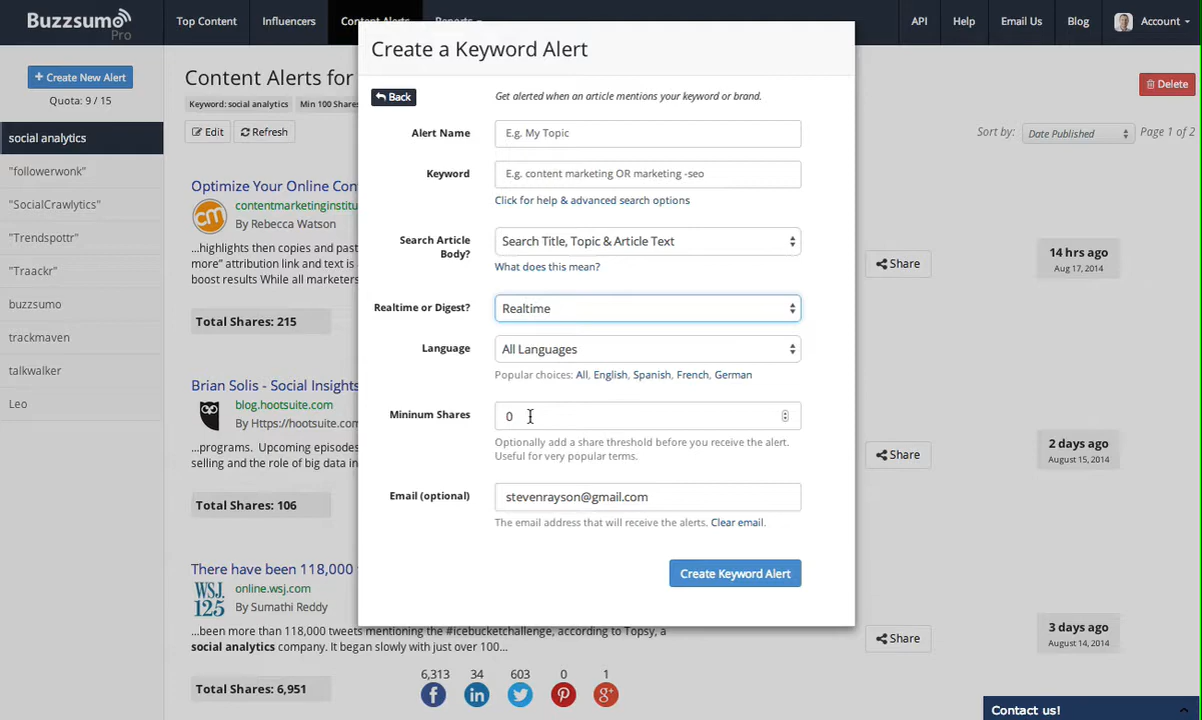 Buzzsumo
Pro
Top Content
Influencers
Content Alerts
Reports
API
Help
Email Us
Blog
Account
+ Create New Alert
Quota: 9 / 15
social analytics
"followerwonk"
"SocialCrawlytics"
"Trendspottr"
"Traackr"
buzzsumo
trackmaven
talkwalker
Leo
Content Alerts for
Keyword: social analytics
Min 100 Shares
Edit
Refresh
Delete
Sort by:
Date Published
Page 1 of 2
Optimize Your Online Con
contentmarketinginstitu
By Rebecca Watson
...highlights then copies and past
more" attribution link and text is
boost results While all marketers
Total Shares: 215
Share
14 hrs ago
Aug 17, 2014
Brian Solis - Social Insights
blog.hootsuite.com
By Https://hootsuite.com
...programs. Upcoming episodes
selling and the role of big data in
Total Shares: 106
Share
2 days ago
August 15, 2014
There have been 118,000
WSJ.
125
online.wsj.com
By Sumathi Reddy
...been more than 118,000 tweets mentioning the #icebucketchallenge, according to Topsy, a
social analytics company. It began slowly with just over 100...
Total Shares: 6,951
6,313
34
603
0
1
Share
3 days ago
August 14, 2014
Contact us!
Create a Keyword Alert
Back
Get alerted when an article mentions your keyword or brand.
Alert Name
E.g. My Topic
Keyword
E.g. content marketing OR marketing -seo
Click for help & advanced search options
Search Article
Body?
Search Title, Topic & Article Text
What does this mean?
Realtime or Digest?
Realtime
Language
All Languages
Popular choices: All, English, Spanish, French, German
Mininum Shares
0
Optionally add a share threshold before you receive the alert.
Useful for very popular terms.
Email (optional)
stevenrayson@gmail.com
The email address that will receive the alerts. Clear email.
Create Keyword Alert